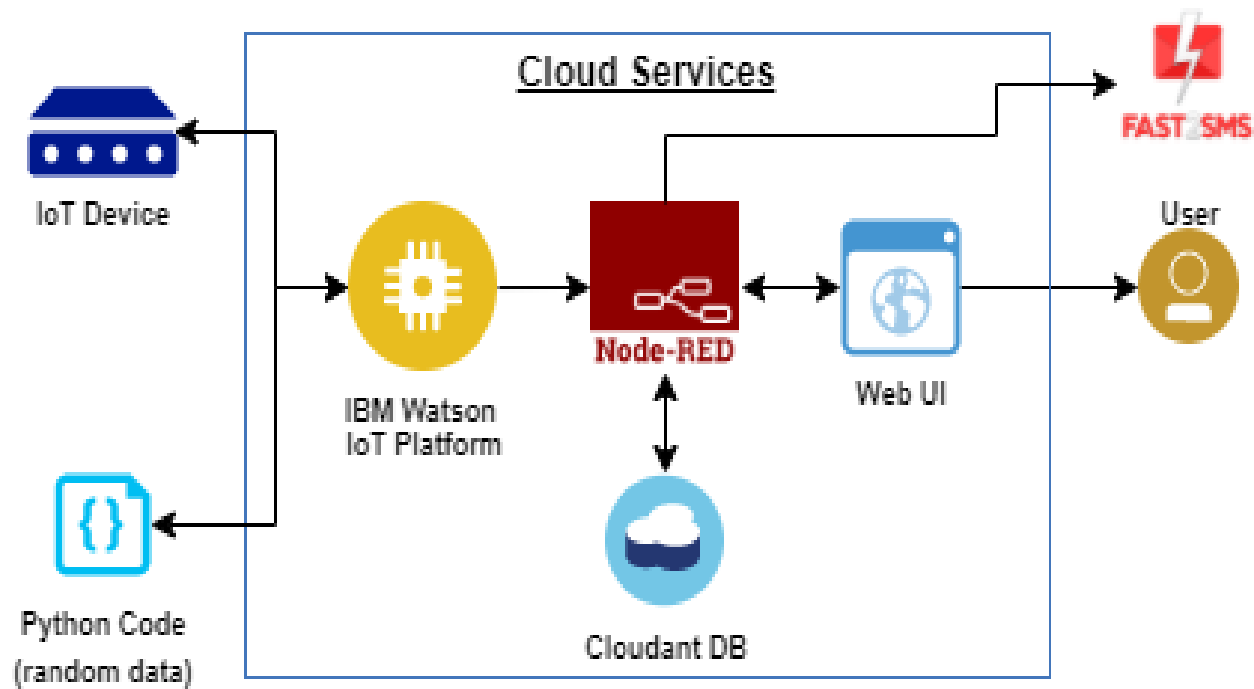 Cloud Services
FAST2SMS
IoT Device
User
Node-RED
IBM Watson
IoT Platform
Web UI
Python Code
(random data)
Cloudant DB